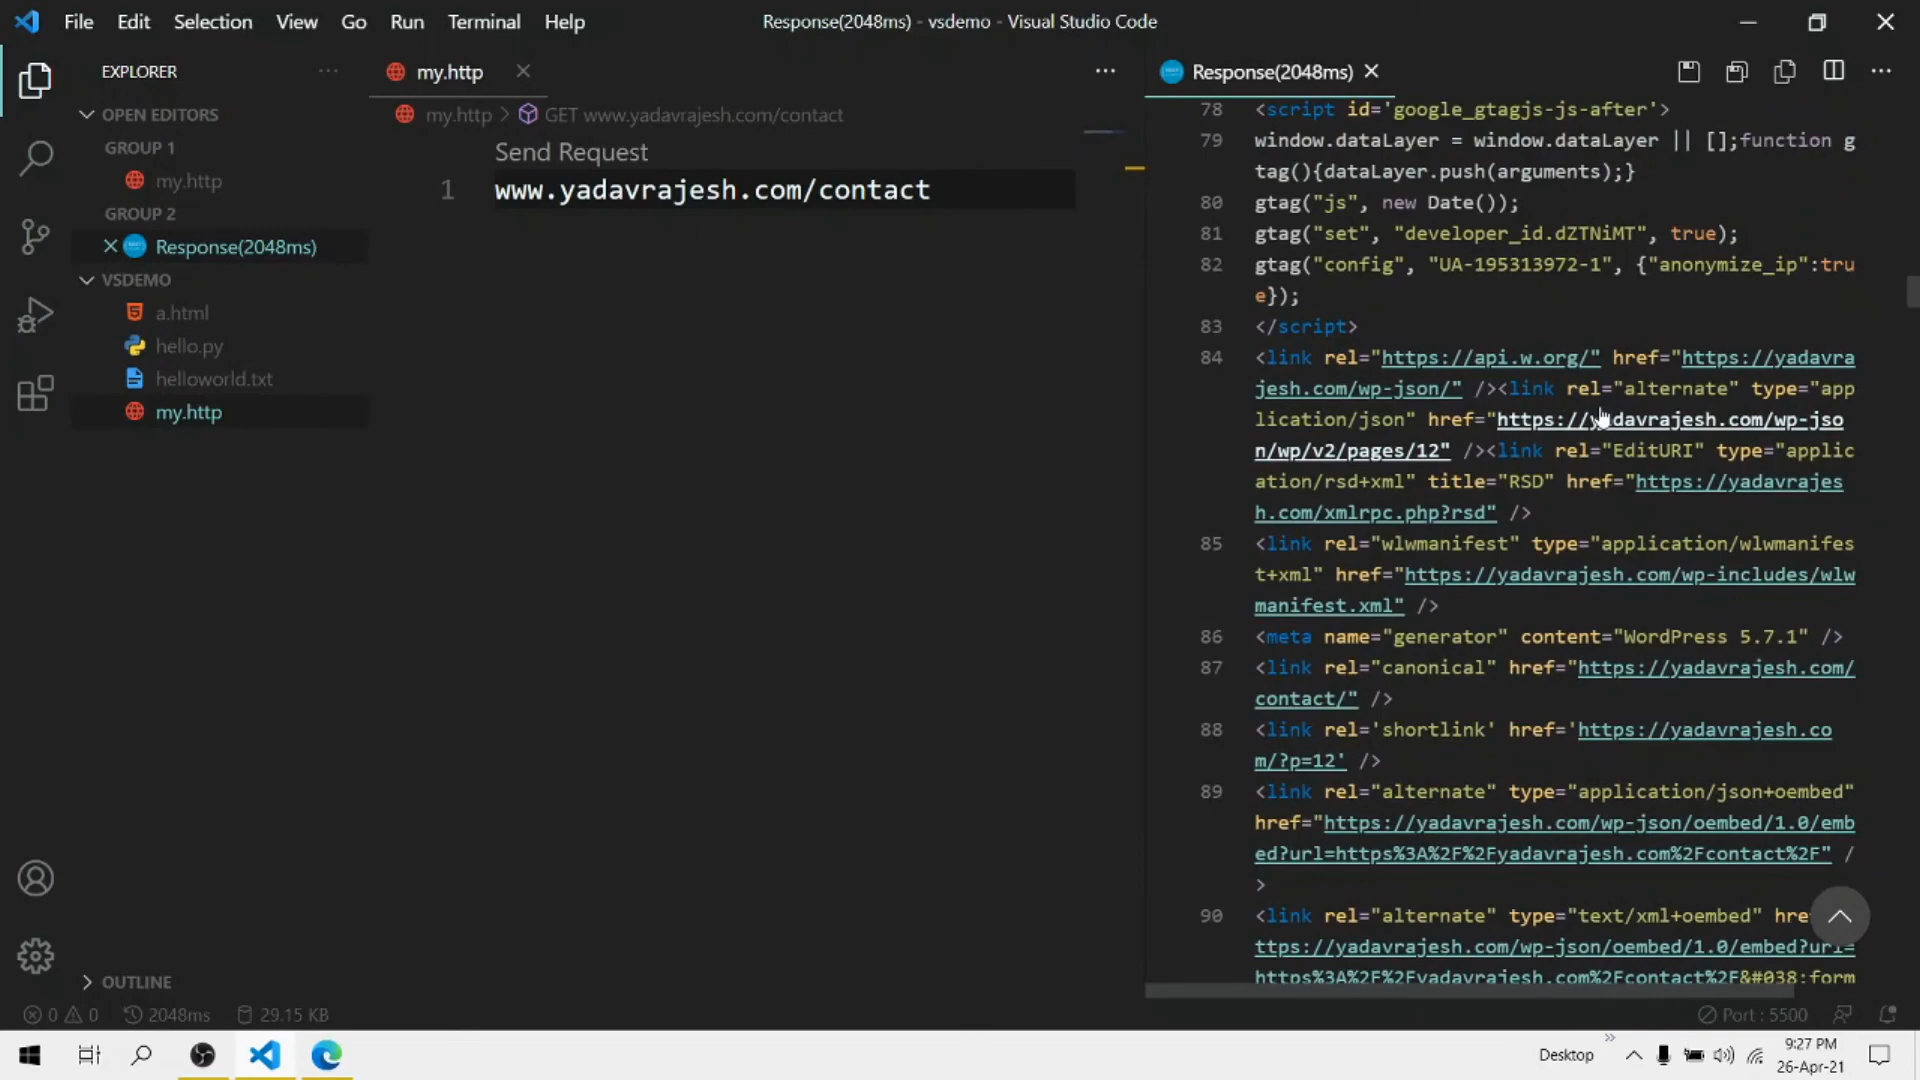 File Edit Selection View Go Run Terminal Help
Response(2048ms) - vsdemo - Visual Studio Code
EXPLORER
OPEN EDITORS
GROUP 1
my.http
GROUP 2
Response(2048ms)
VSDEMO
a.html
hello.py
helloworld.txt
my.http
OUTLINE
my.http
my.http > GET www.yadavrajesh.com/contact
Send Request
1 www.yadavrajesh.com/contact
Response(2048ms)
78 <script id='google_gtagjs-js-after'>
79 window.dataLayer = window.dataLayer || [];function g
tag(){dataLayer.push(arguments);}
80 gtag("js", new Date());
81 gtag("set", "developer_id.dZTNiMT", true);
82 gtag("config", "UA-195313972-1", {"anonymize_ip":tru
e});
83 </script>
84 <link rel="https://api.w.org/" href="https://yadavra
jesh.com/wp-json/" /><link rel="alternate" type="app
lication/json" href="https://yadavrajesh.com/wp-jso
n/wp/v2/pages/12" /><link rel="EditURI" type="applic
ation/rsd+xml" title="RSD" href="https://yadavrajes
h.com/xmlrpc.php?rsd" />
85 <link rel="wlwmanifest" type="application/wlwmanifes
t+xml" href="https://yadavrajesh.com/wp-includes/wlw
manifest.xml" />
86 <meta name="generator" content="WordPress 5.7.1" />
87 <link rel="canonical" href="https://yadavrajesh.com/
contact/" />
88 <link rel='shortlink' href='https://yadavrajesh.co
m/?p=12' />
89 <link rel="alternate" type="application/json+oembed"
href="https://yadavrajesh.com/wp-json/oembed/1.0/emb
ed?url=https%3A%2F%2Fyadavrajesh.com%2Fcontact%2F" /
>
90 <link rel="alternate" type="text/xml+oembed" hre
ttps://yadavrajesh.com/wp-json/oembed/1.0/embed?url=
https%3A%2F%2Fyadavrajesh.com%2Fcontact%2F&#038;form
0 0 2048ms 29.15 KB
Port : 5500
Desktop
9:27 PM
26-Apr-21